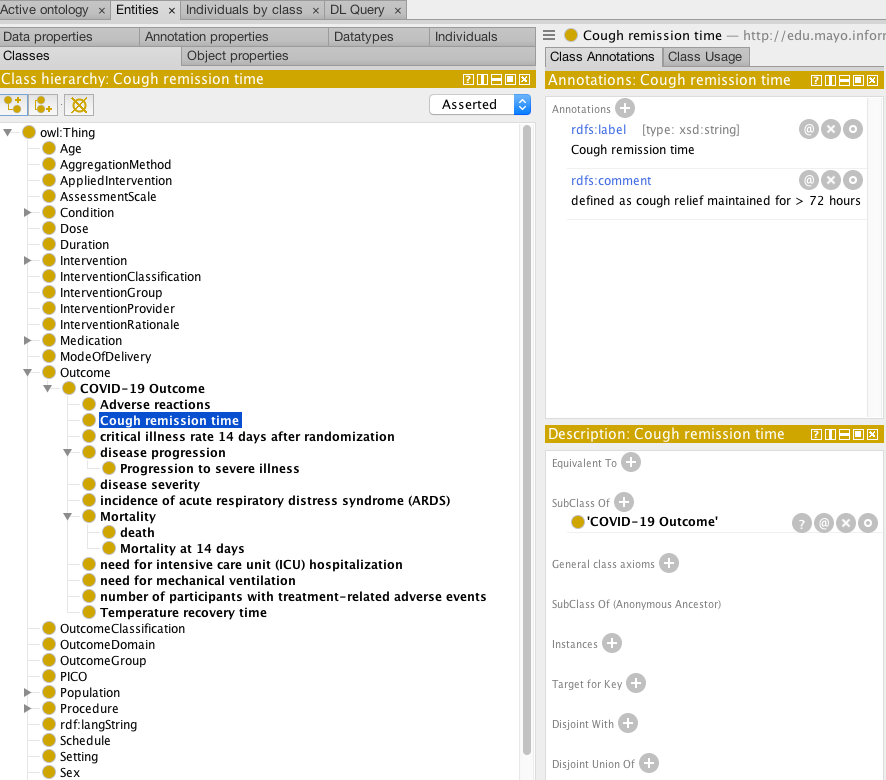 Active ontology × Entities × Individuals by class × DL Query ×
Data properties Annotation properties Datatypes Individuals
Classes Object properties
Class hierarchy: Cough remission time
Asserted
owl:Thing
Age
AggregationMethod
AppliedIntervention
AssessmentScale
Condition
Dose
Duration
Intervention
InterventionClassification
InterventionGroup
InterventionProvider
InterventionRationale
Medication
ModeOfDelivery
Outcome
COVID-19 Outcome
Adverse reactions
Cough remission time
critical illness rate 14 days after randomization
disease progression
Progression to severe illness
disease severity
incidence of acute respiratory distress syndrome (ARDS)
Mortality
death
Mortality at 14 days
need for intensive care unit (ICU) hospitalization
need for mechanical ventilation
number of participants with treatment-related adverse events
Temperature recovery time
OutcomeClassification
OutcomeDomain
OutcomeGroup
PICO
Population
Procedure
rdf:langString
Schedule
Setting
Sex
Cough remission time — http://edu.mayo.inforr
Class Annotations Class Usage
Annotations: Cough remission time
Annotations
rdfs:label [type: xsd:string]
Cough remission time
rdfs:comment
defined as cough relief maintained for > 72 hours
Description: Cough remission time
Equivalent To
SubClass Of
'COVID-19 Outcome'
General class axioms
SubClass Of (Anonymous Ancestor)
Instances
Target for Key
Disjoint With
Disjoint Union Of